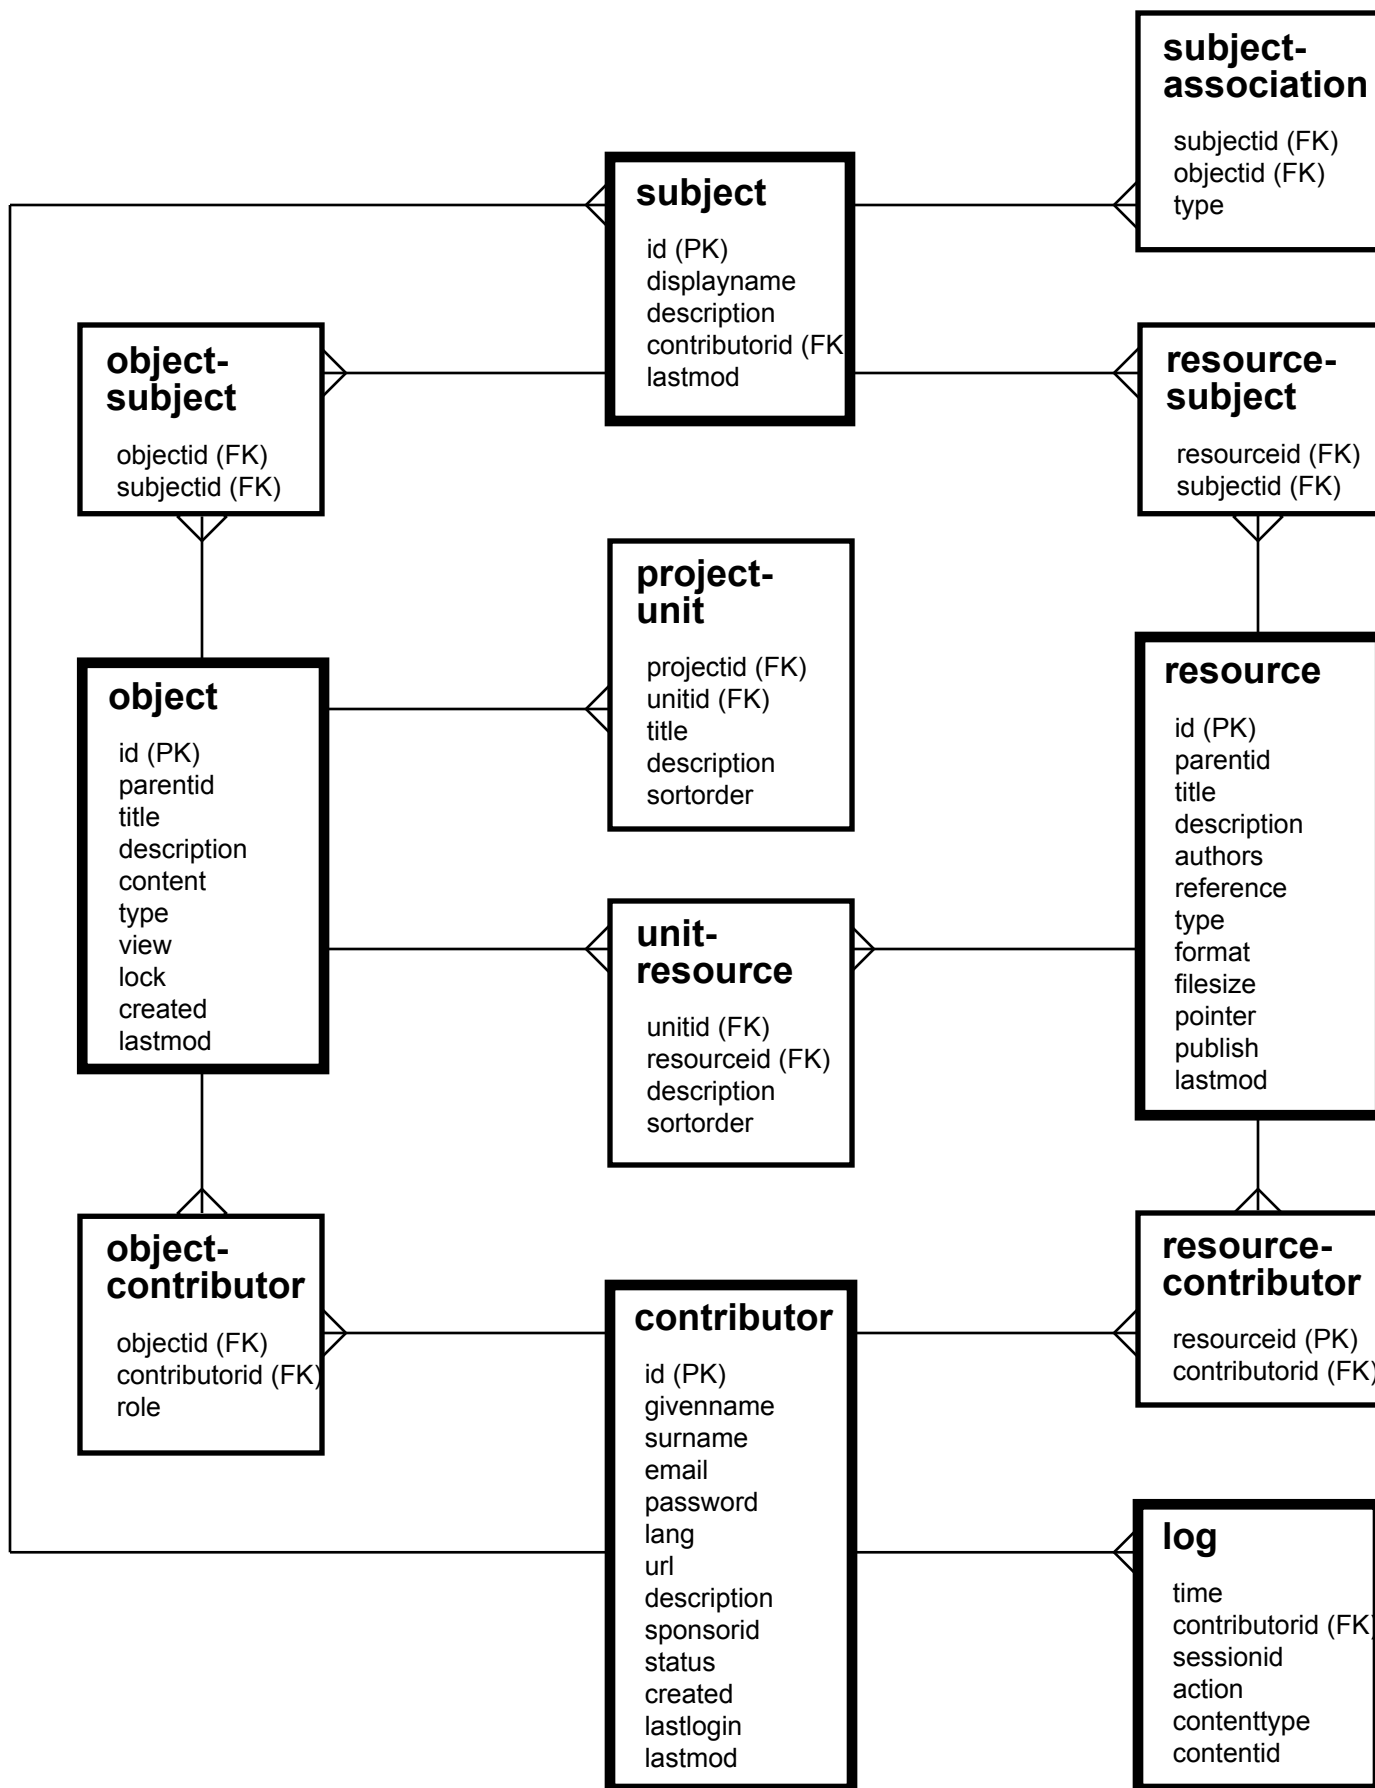 subject-
association
subjectid (FK)
objectid (FK)
type
subject
id (PK)
displayname
description
contributorid (FK
lastmod
object-
subject
objectid (FK)
subjectid (FK)
resource-
subject
resourceid (FK)
subjectid (FK)
project-
unit
projectid (FK)
unitid (FK)
title
description
sortorder
object
id (PK)
parentid
title
description
content
type
view
lock
created
lastmod
resource
id (PK)
parentid
title
description
authors
reference
type
format
filesize
pointer
publish
lastmod
unit-
resource
unitid (FK)
resourceid (FK)
description
sortorder
object-
contributor
objectid (FK)
contributorid (FK)
role
contributor
id (PK)
givenname
surname
email
password
lang
url
description
sponsorid
status
created
lastlogin
lastmod
resource-
contributor
resourceid (PK)
contributorid (FK)
log
time
contributorid (FK)
sessionid
action
contenttype
contentid